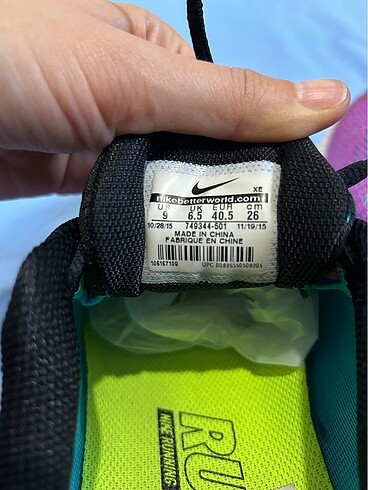 XE
nikebetterworld.com
US UK EUR cm
9 6.5 40.5 26
10/28/15 749344-501 11/19/15
MADE IN CHINA
FABRIQUE EN CHINE
RU
NIKE RUNNING